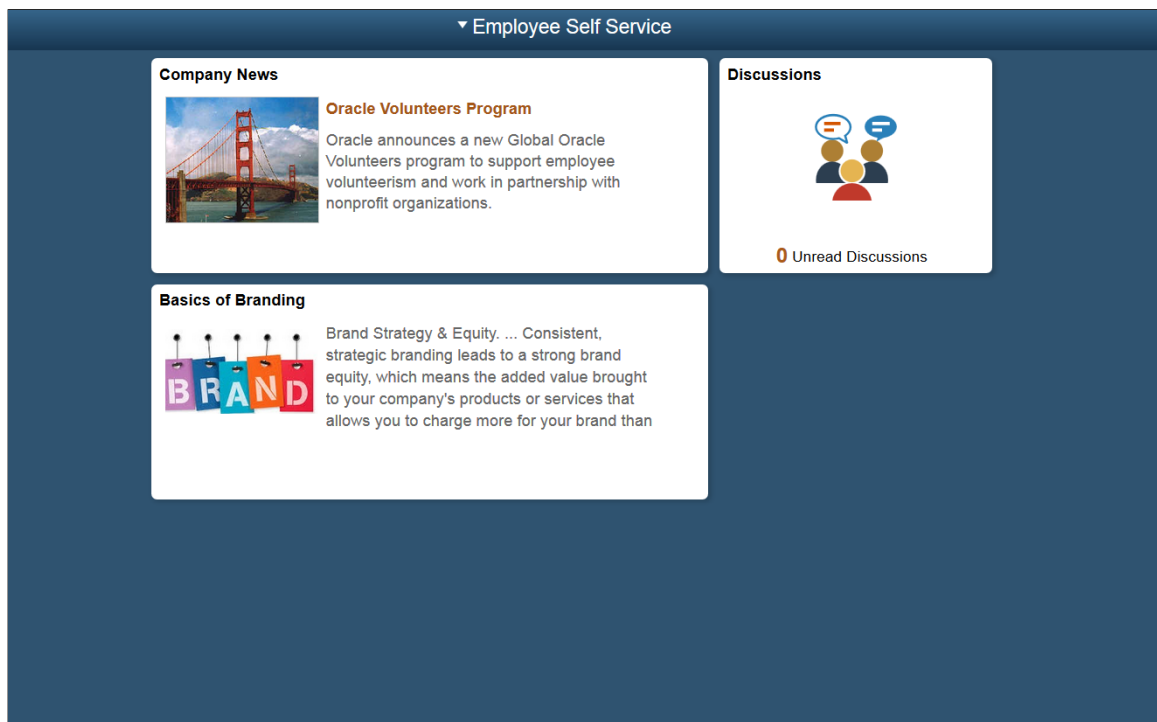 Employee Self Service
Company News
Oracle Volunteers Program
Oracle announces a new Global Oracle
Volunteers program to support employee
volunteerism and work in partnership with
nonprofit organizations.
Discussions
0 Unread Discussions
Basics of Branding
BRAND
Brand Strategy & Equity. ... Consistent,
strategic branding leads to a strong brand
equity, which means the added value brought
to your company's products or services that
allows you to charge more for your brand than